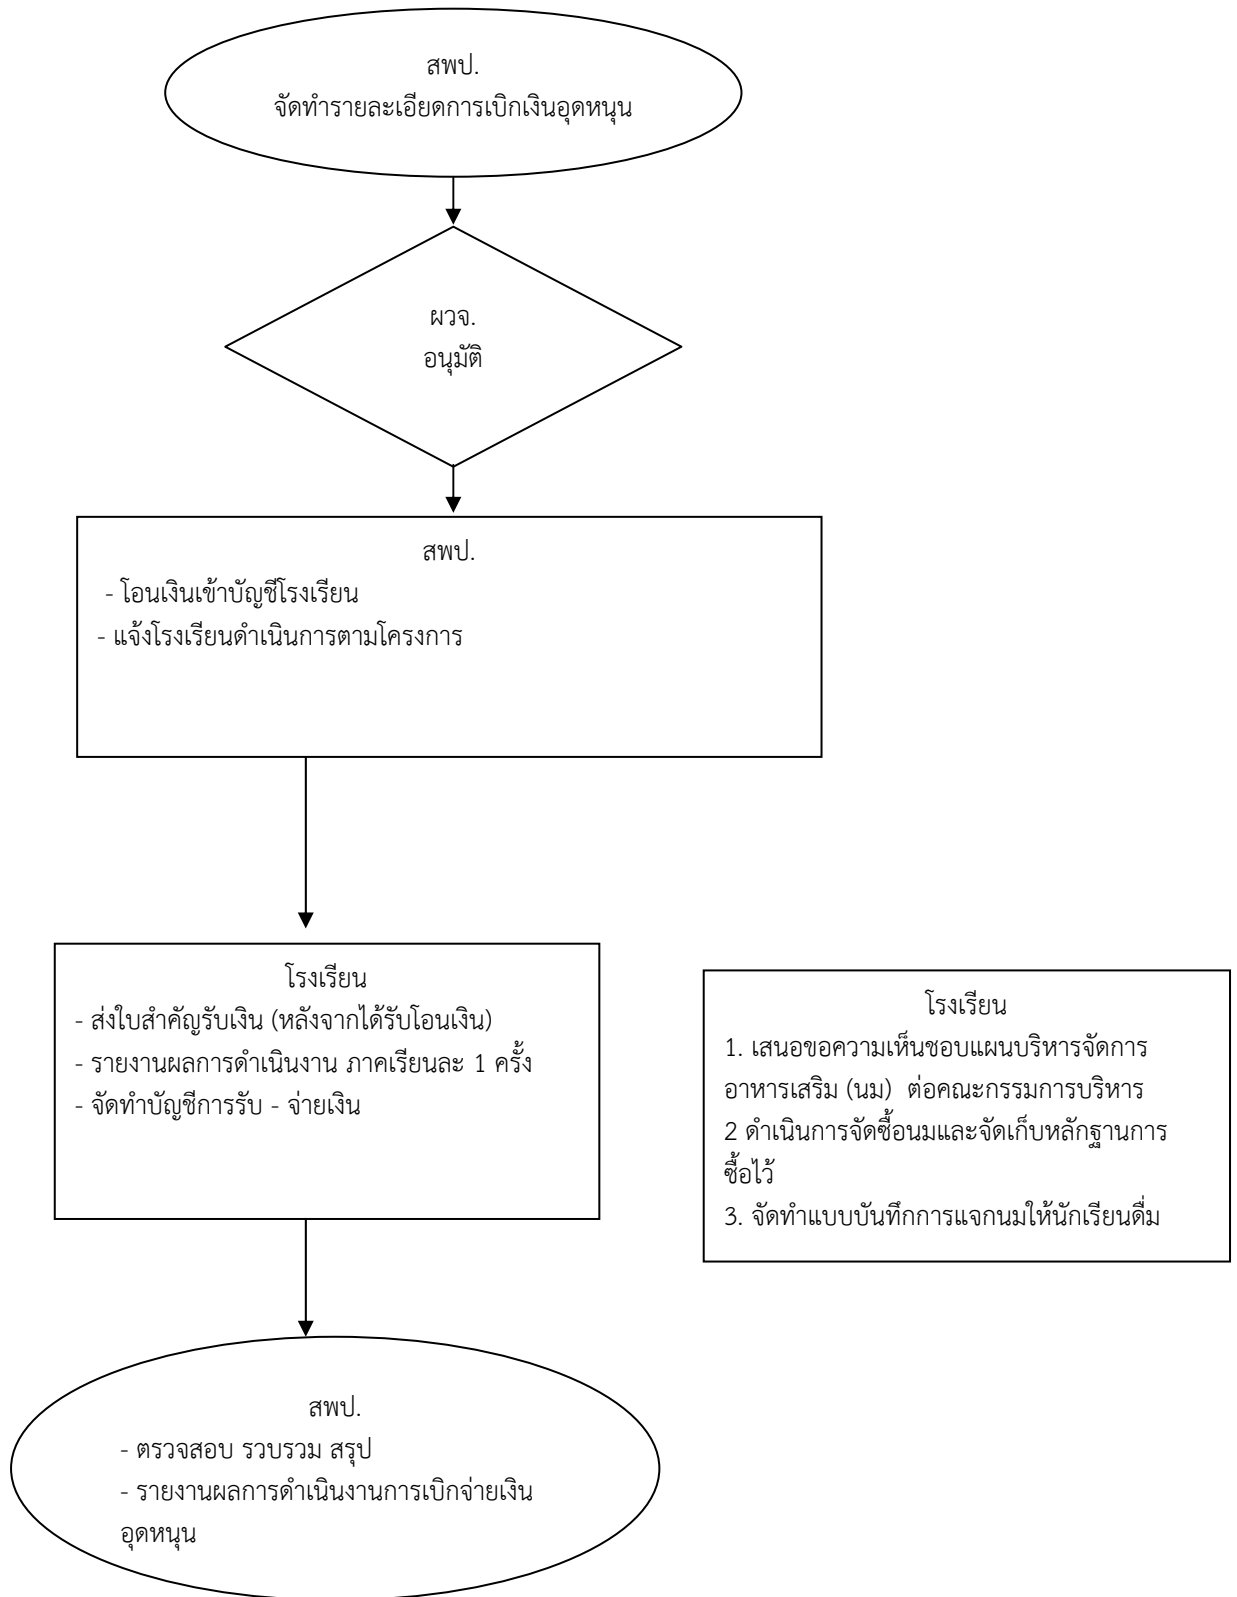 สพป.
จัดทำรายละเอียดการเบิกเงินอุดหนุน
ผวจ.
อนุมัติ
สพป.
- โอนเงินเข้าบัญชีโรงเรียน
- แจ้งโรงเรียนดำเนินการตามโครงการ
โรงเรียน
- ส่งใบสำคัญรับเงิน (หลังจากได้รับโอนเงิน)
- รายงานผลการดำเนินงาน ภาคเรียนละ 1 ครั้ง
- จัดทำบัญชีการรับ - จ่ายเงิน
โรงเรียน
1. เสนอขอความเห็นชอบแผนบริหารจัดการ
อาหารเสริม (นม) ต่อคณะกรรมการบริหาร
2 ดำเนินการจัดซื้อนมและจัดเก็บหลักฐานการ
ซื้อไว้
3. จัดทำแบบบันทึกการแจกนมให้นักเรียนดื่ม
สพป.
- ตรวจสอบ รวบรวม สรุป
- รายงานผลการดำเนินงานการเบิกจ่ายเงิน
อุดหนุน